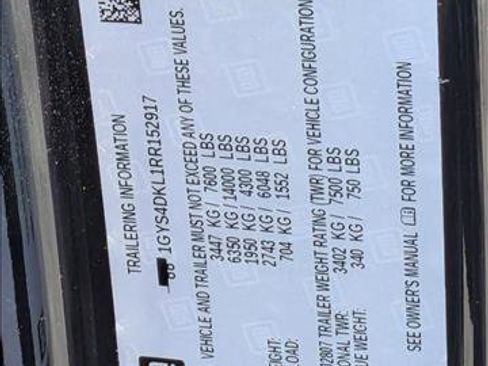 TRAILERING INFORMATION
1GYS4DKL1RR152917
VEHICLE AND TRAILER MUST NOT EXCEED ANY OF THESE VALUES.
3447 KG / 7600 LBS
6350 KG / 14000 LBS
1950 KG / 4300 LBS
2743 KG / 6048 LBS
704 KG / 1552 LBS
TRAILER WEIGHT RATING (TWR) FOR VEHICLE CONFIGURATION
TWR: 3402 KG / 7500 LBS
WEIGHT: 340 KG / 750 LBS
SEE OWNER'S MANUAL FOR MORE INFORMATION